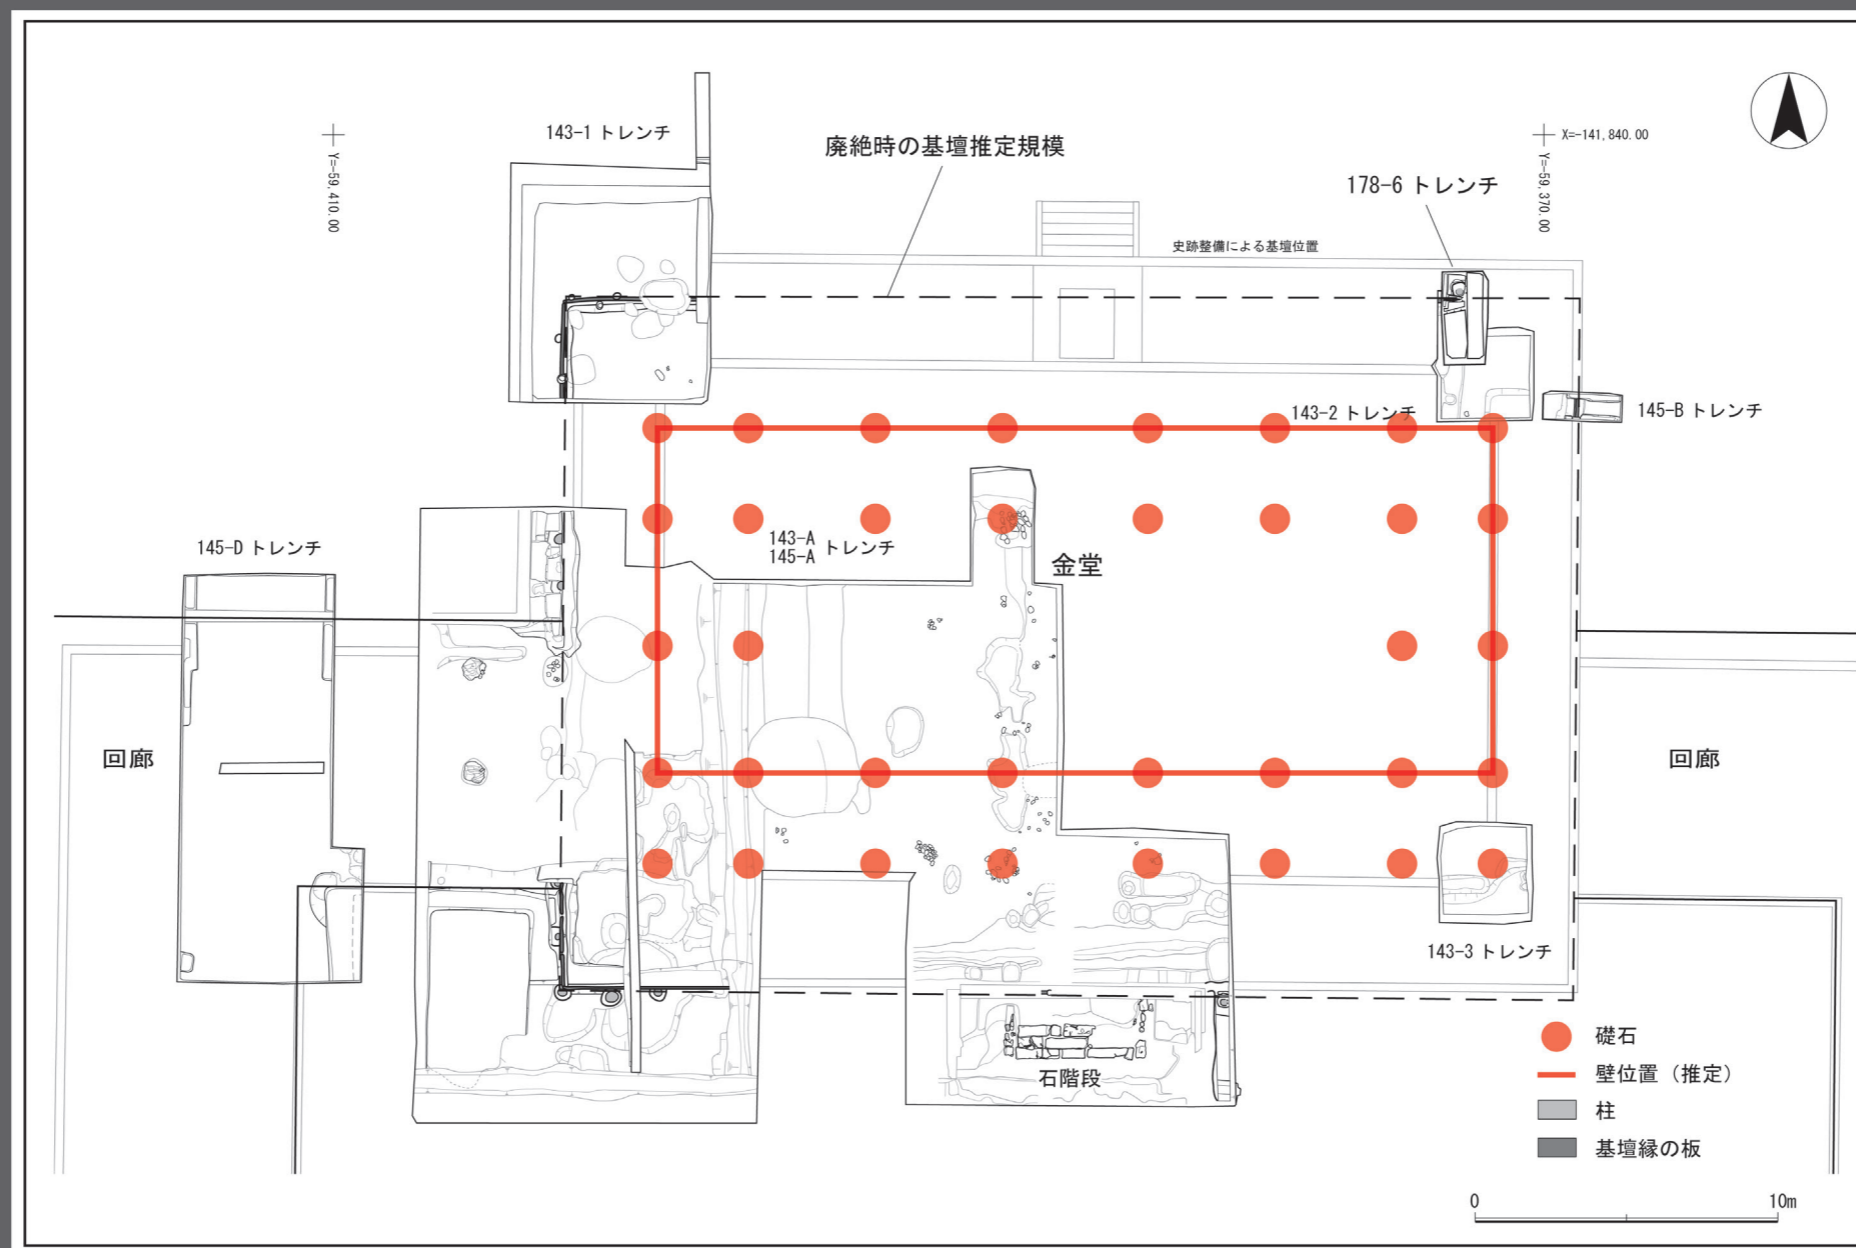 143-1 トレンチ
Y=-59,410.00
廃絶時の基壇推定規模
X=-141,840.00
Y=-59,370.00
178-6 トレンチ
史跡整備による基壇位置
143-2 トレンチ
145-B トレンチ
145-D トレンチ
143-A
145-A トレンチ
金堂
回廊
回廊
143-3 トレンチ
石階段
礎石
壁位置（推定）
柱
基壇縁の板
0 10m